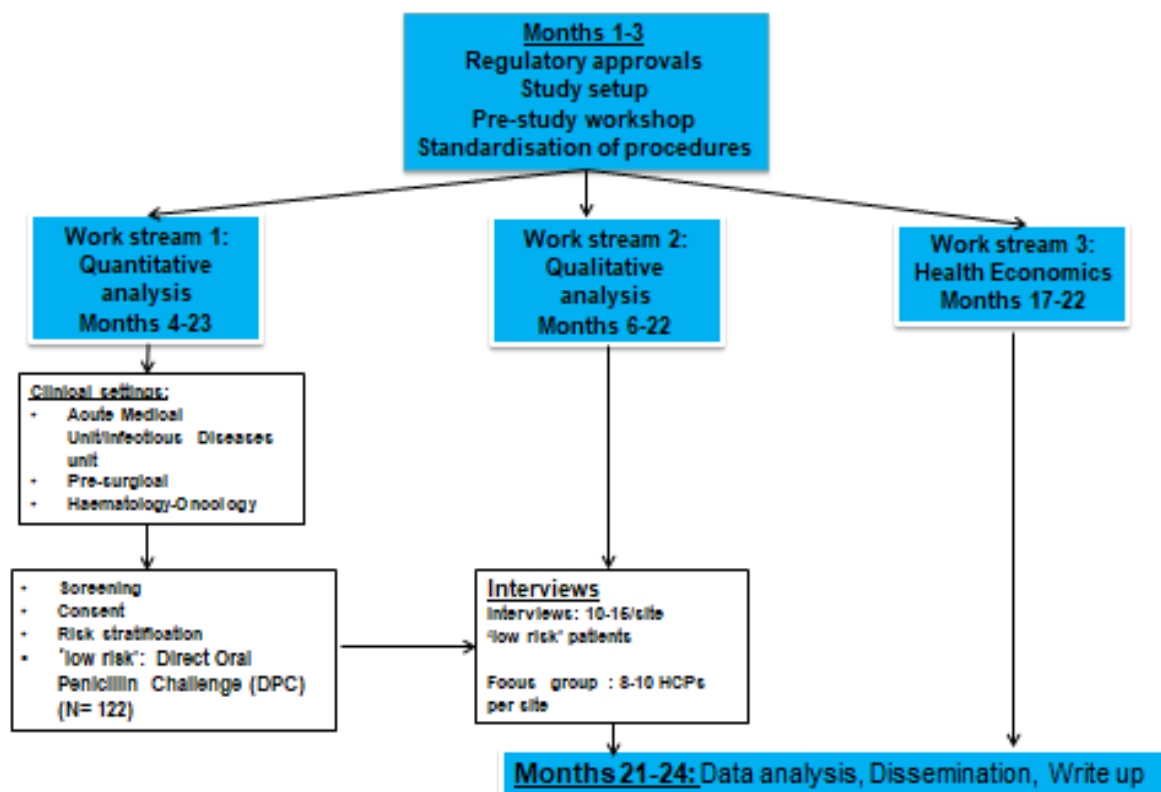 Months 1-3
Regulatory approvals
Study setup
Pre-study workshop
Standardisation of procedures
Work stream 1:
Quantitative
analysis
Months 4-23
Work stream 2:
Qualitative
analysis
Months 6-22
Work stream 3:
Health Economics
Months 17-22
Clinical settings:
• Acute Medical
Unit/Infectious Diseases
unit
• Pre-surgical
• Haematology-Oncology
• Screening
• Consent
• Risk stratification
• "low risk": Direct Oral
Penicillin Challenge (DPC)
(N= 122)
Interviews
Interviews: 10-15/site
'low risk' patients
Focus group : 8-10 HCPs
per site
Months 21-24: Data analysis, Dissemination, Write up